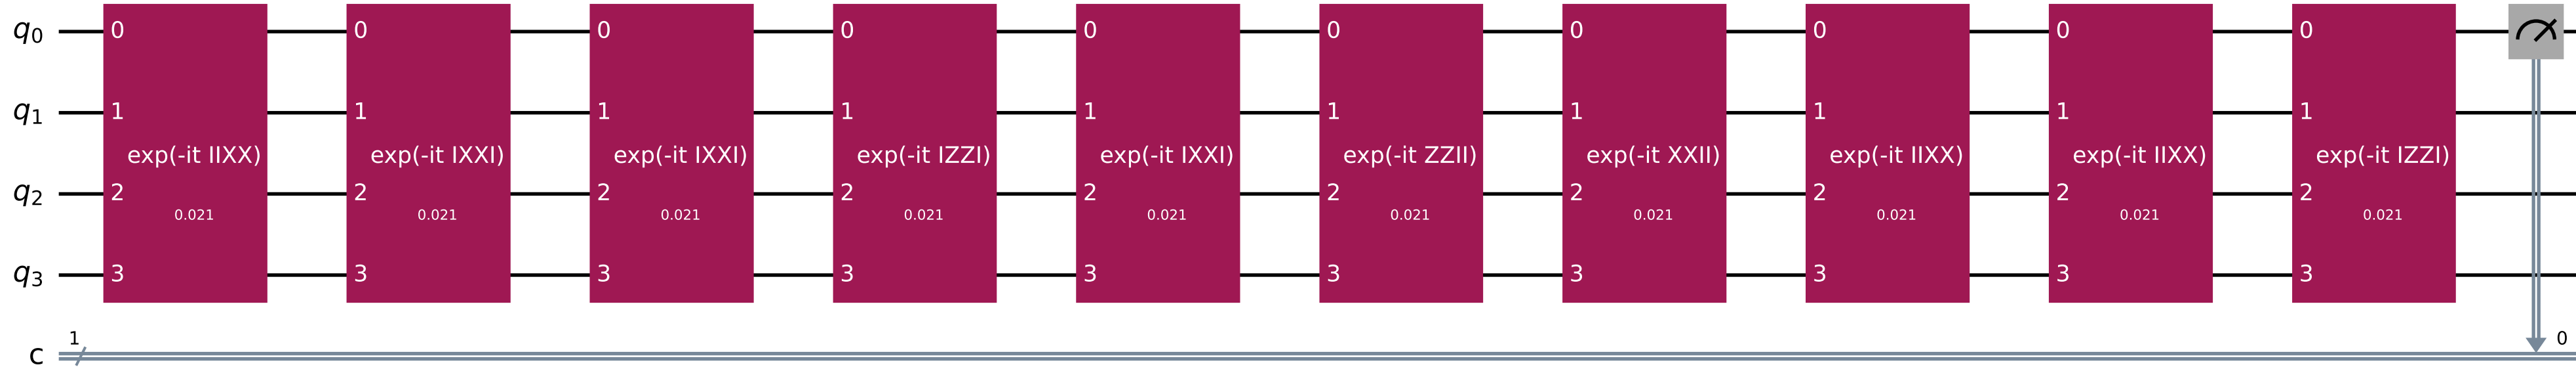 q0 0 0 0 0 0 0 0 0 0 0
q1 1 1 1 1 1 1 1 1 1 1
exp(-it IIXX) exp(-it IXXI) exp(-it IXXI) exp(-it IZZI) exp(-it IXXI) exp(-it ZZII) exp(-it XXII) exp(-it IIXX) exp(-it IIXX) exp(-it IZZI)
q2 2 2 2 2 2 2 2 2 2 2
0.021 0.021 0.021 0.021 0.021 0.021 0.021 0.021 0.021 0.021
q3 3 3 3 3 3 3 3 3 3 3
1 0
c